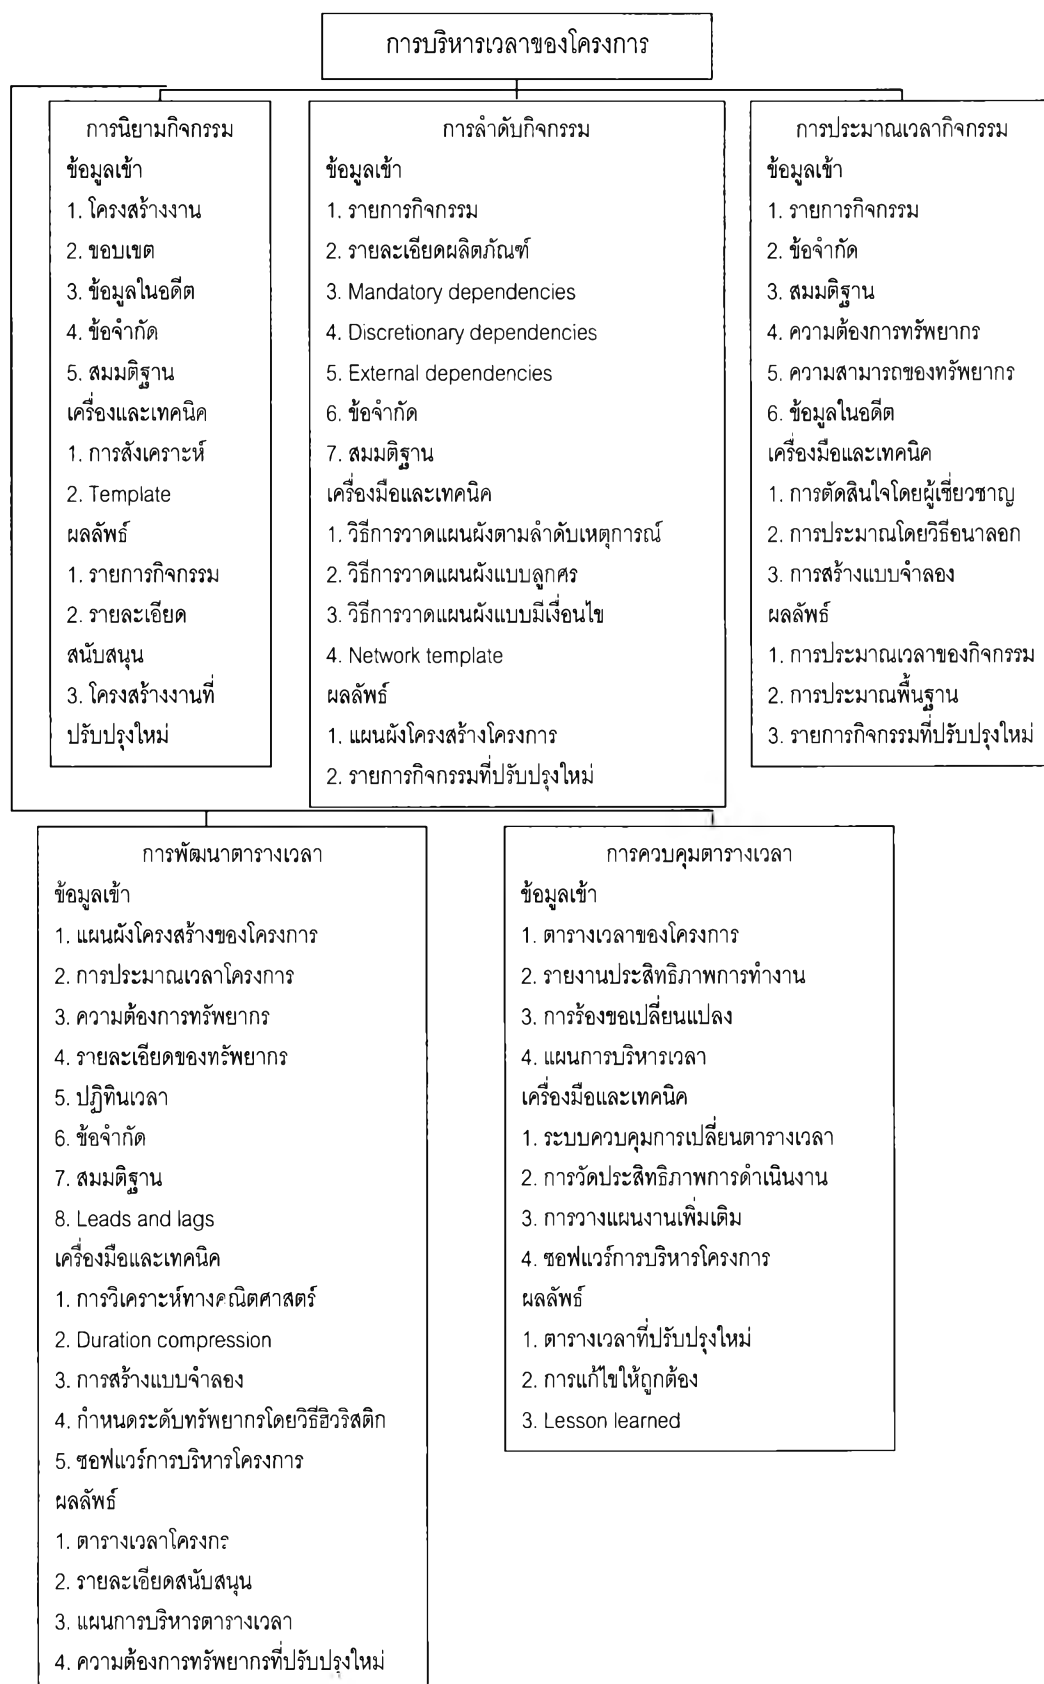 การบริหารเวลาของโครงการ
การนิยามกิจกรรม
ข้อมูลเข้า
1. โครงสร้างงาน
2. ขอบเขต
3. ข้อมูลในอดีต
4. ข้อจำกัด
5. สมมติฐาน
เครื่องและเทคนิค
1. การสังเคราะห์
2. Template
ผลลัพธ์
1. รายการกิจกรรม
2. รายละเอียด
สนับสนุน
3. โครงสร้างงานที่
ปรับปรุงใหม่
การลำดับกิจกรรม
ข้อมูลเข้า
1. รายการกิจกรรม
2. รายละเอียดผลิตภัณฑ์
3. Mandatory dependencies
4. Discretionary dependencies
5. External dependencies
6. ข้อจำกัด
7. สมมติฐาน
เครื่องมือและเทคนิค
1. วิธีการวาดแผนผังตามลำดับเหตุการณ์
2. วิธีการวาดแผนผังแบบลูกศร
3. วิธีการวาดแผนผังแบบมีเงื่อนไข
4. Network template
ผลลัพธ์
1. แผนผังโครงสร้างโครงการ
2. รายการกิจกรรมที่ปรับปรุงใหม่
การประมาณเวลากิจกรรม
ข้อมูลเข้า
1. รายการกิจกรรม
2. ข้อจำกัด
3. สมมติฐาน
4. ความต้องการทรัพยากร
5. ความสามารถของทรัพยากร
6. ข้อมูลในอดีต
เครื่องมือและเทคนิค
1. การตัดสินใจโดยผู้เชี่ยวชาญ
2. การประมาณโดยวิธีอนาลอก
3. การสร้างแบบจำลอง
ผลลัพธ์
1. การประมาณเวลาของกิจกรรม
2. การประมาณพื้นฐาน
3. รายการกิจกรรมที่ปรับปรุงใหม่
การพัฒนาตารางเวลา
ข้อมูลเข้า
1. แผนผังโครงสร้างของโครงการ
2. การประมาณเวลาโครงการ
3. ความต้องการทรัพยากร
4. รายละเอียดของทรัพยากร
5. ปฏิทินเวลา
6. ข้อจำกัด
7. สมมติฐาน
8. Leads and lags
เครื่องมือและเทคนิค
1. การวิเคราะห์ทางคณิตศาสตร์
2. Duration compression
3. การสร้างแบบจำลอง
4. กำหนดระดับทรัพยากรโดยวิธีฮิวริสติก
5. ซอฟแวร์การบริหารโครงการ
ผลลัพธ์
1. ตารางเวลาโครงกร
2. รายละเอียดสนับสนุน
3. แผนการบริหารตารางเวลา
4. ความต้องการทรัพยากรที่ปรับปรุงใหม่
การควบคุมตารางเวลา
ข้อมูลเข้า
1. ตารางเวลาของโครงการ
2. รายงานประสิทธิภาพการทำงาน
3. การร้องขอเปลี่ยนแปลง
4. แผนการบริหารเวลา
เครื่องมือและเทคนิค
1. ระบบควบคุมการเปลี่ยนตารางเวลา
2. การวัดประสิทธิภาพการดำเนินงาน
3. การวางแผนงานเพิ่มเติม
4. ซอฟแวร์การบริหารโครงการ
ผลลัพธ์
1. ตารางเวลาที่ปรับปรุงใหม่
2. การแก้ไขให้ถูกต้อง
3. Lesson learned